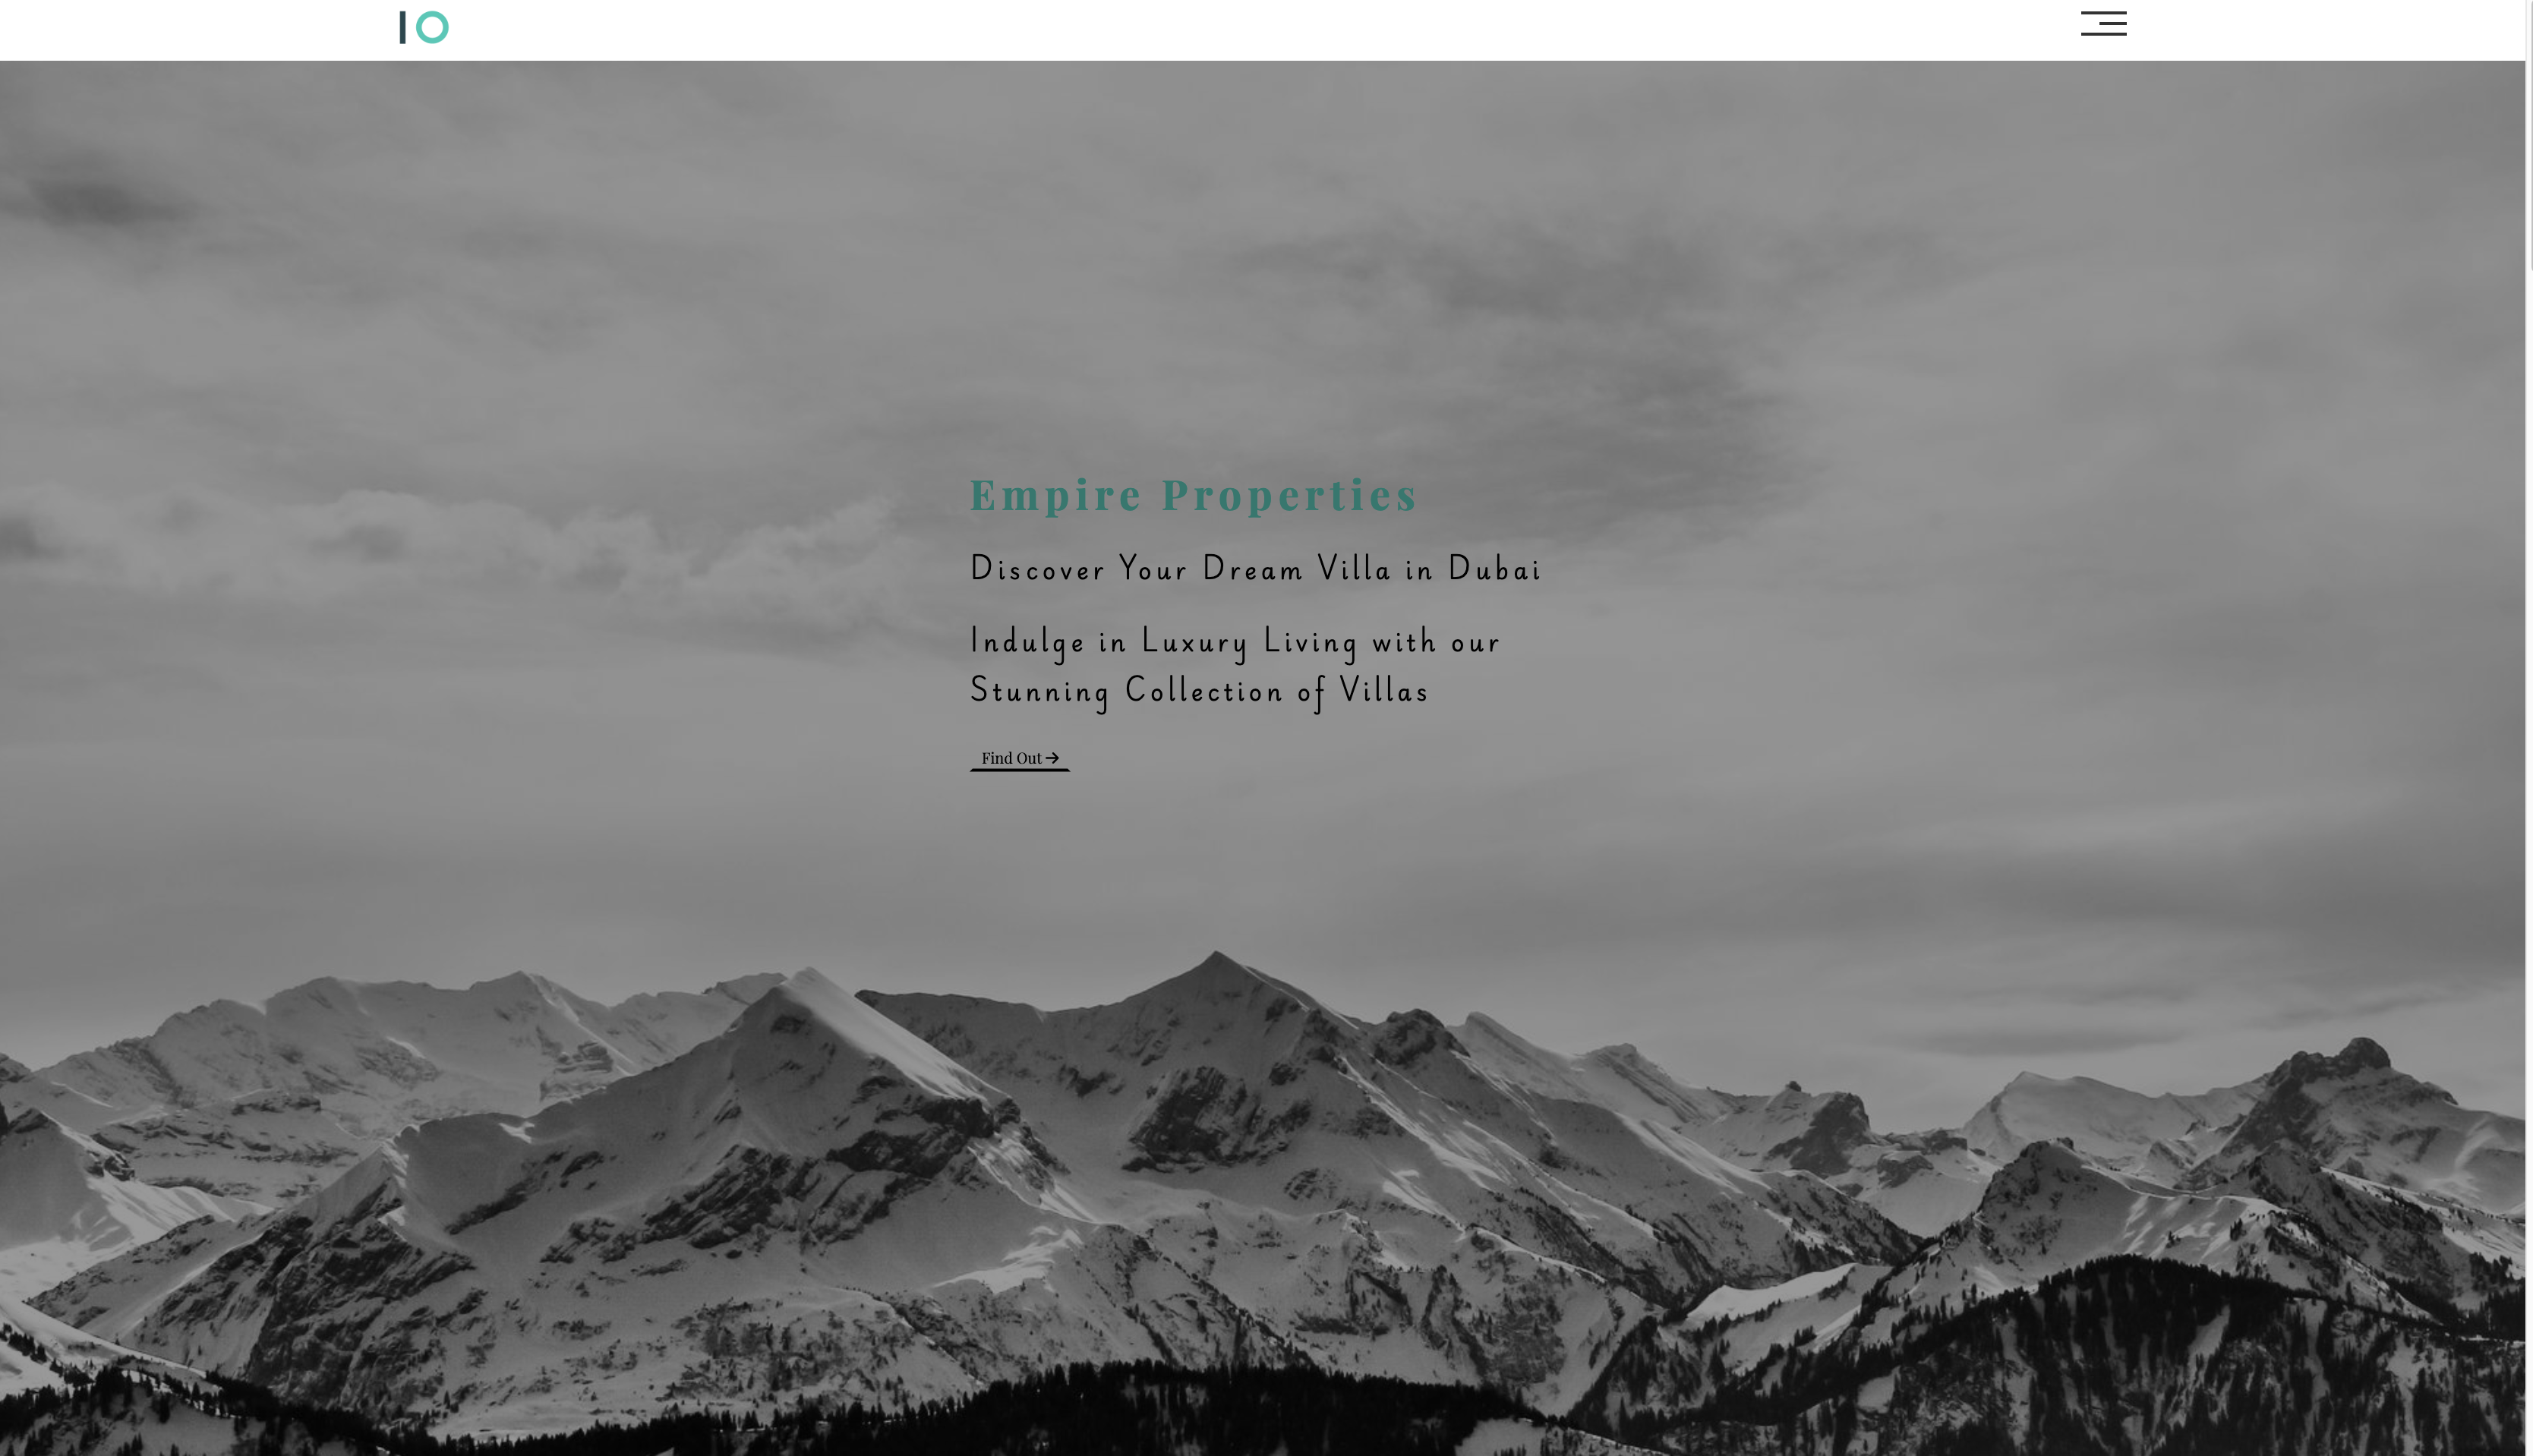 IO
Empire Properties
Discover Your Dream Villa in Dubai
Indulge in Luxury Living with our
Stunning Collection of Villas
Find Out →